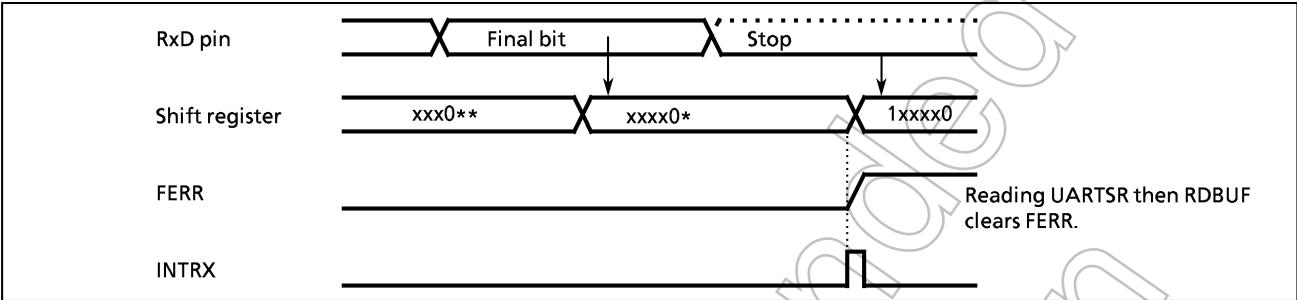 RxD pin
Final bit
Stop
Shift register
xxx0**
xxxx0*
1xxxx0
FERR
Reading UARTSR then RDBUF
clears FERR.
INTRX